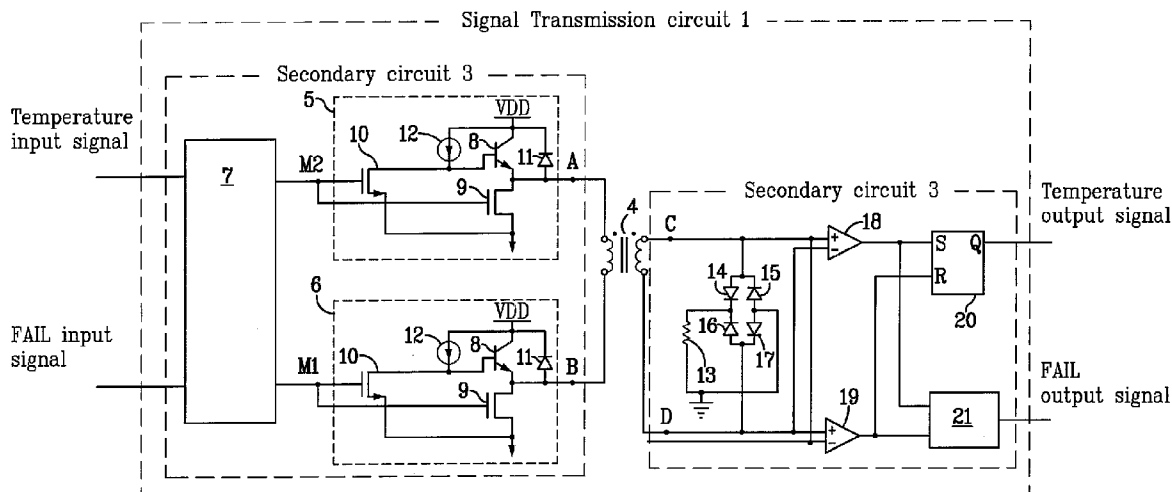 Signal Transmission circuit 1
Secondary circuit 3
Temperature
input signal
FAIL input
signal
7
M2
M1
5
VDD
12
8
10
11
A
9
6
VDD
12
8
10
11
B
9
4
Secondary circuit 3
C
D
14
15
16
17
13
18
19
S Q
R
20
21
Temperature
output signal
FAIL
output signal